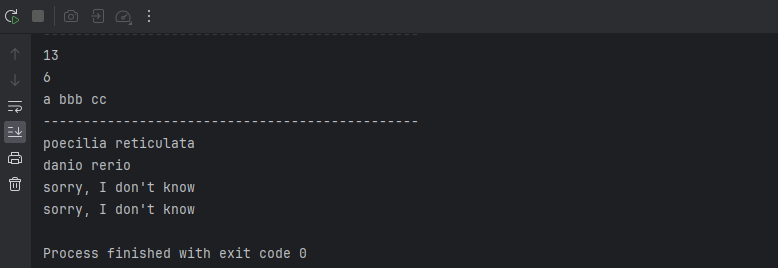 -----------------------------------------------
13
6
a bbb cc
-----------------------------------------------
poecilia reticulata
danio rerio
sorry, I don't know
sorry, I don't know
Process finished with exit code 0